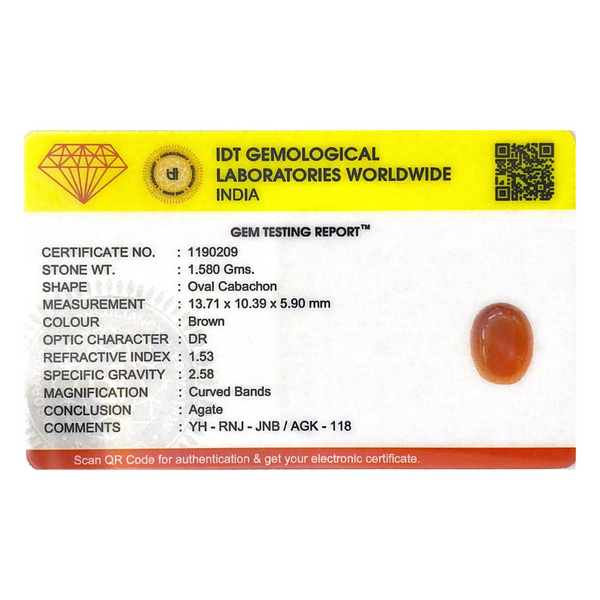 IDT GEMOLOGICAL
LABORATORIES WORLDWIDE
INDIA
GEM TESTING REPORT™
CERTIFICATE NO. : 1190209
STONE WT. : 1.580 Gms.
SHAPE : Oval Cabachon
MEASUREMENT : 13.71 x 10.39 x 5.90 mm
COLOUR : Brown
OPTIC CHARACTER : DR
REFRACTIVE INDEX : 1.53
SPECIFIC GRAVITY : 2.58
MAGNIFICATION : Curved Bands
CONCLUSION : Agate
COMMENTS : YH - RNJ - JNB / AGK - 118
Scan QR Code for authentication & get your electronic certificate.